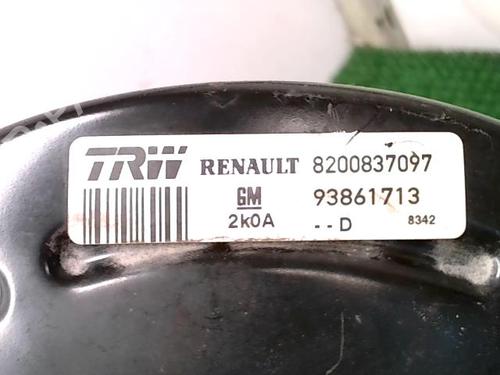 TRW RENAULT 8200837097
GM 93861713
2K0A --D 8342